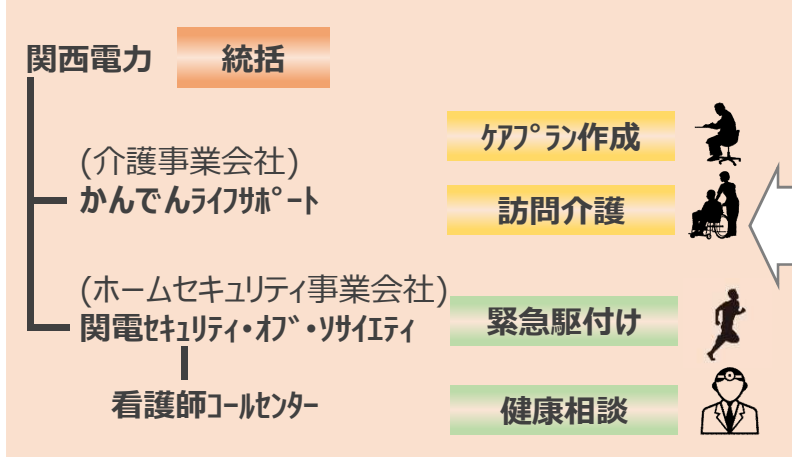 関西電力 統括
ｹｱﾌﾟﾗﾝ作成
(介護事業会社)
かんでんﾗｲﾌｻﾎﾟｰﾄ
訪問介護
(ホームセキュリティ事業会社)
緊急駆付け
関電ｾｷｭﾘﾃｨ・ｵﾌﾞ・ｿｻｲｴﾃｨ
看護師ｺｰﾙｾﾝﾀｰ
健康相談